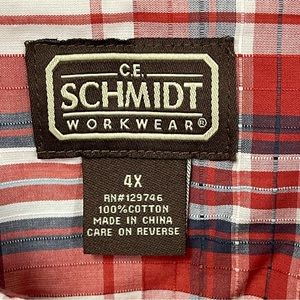 C.E.
SCHMIDT
WORKWEAR®
4X
RN#129746
100%COTTON
MADE IN CHINA
CARE ON REVERSE